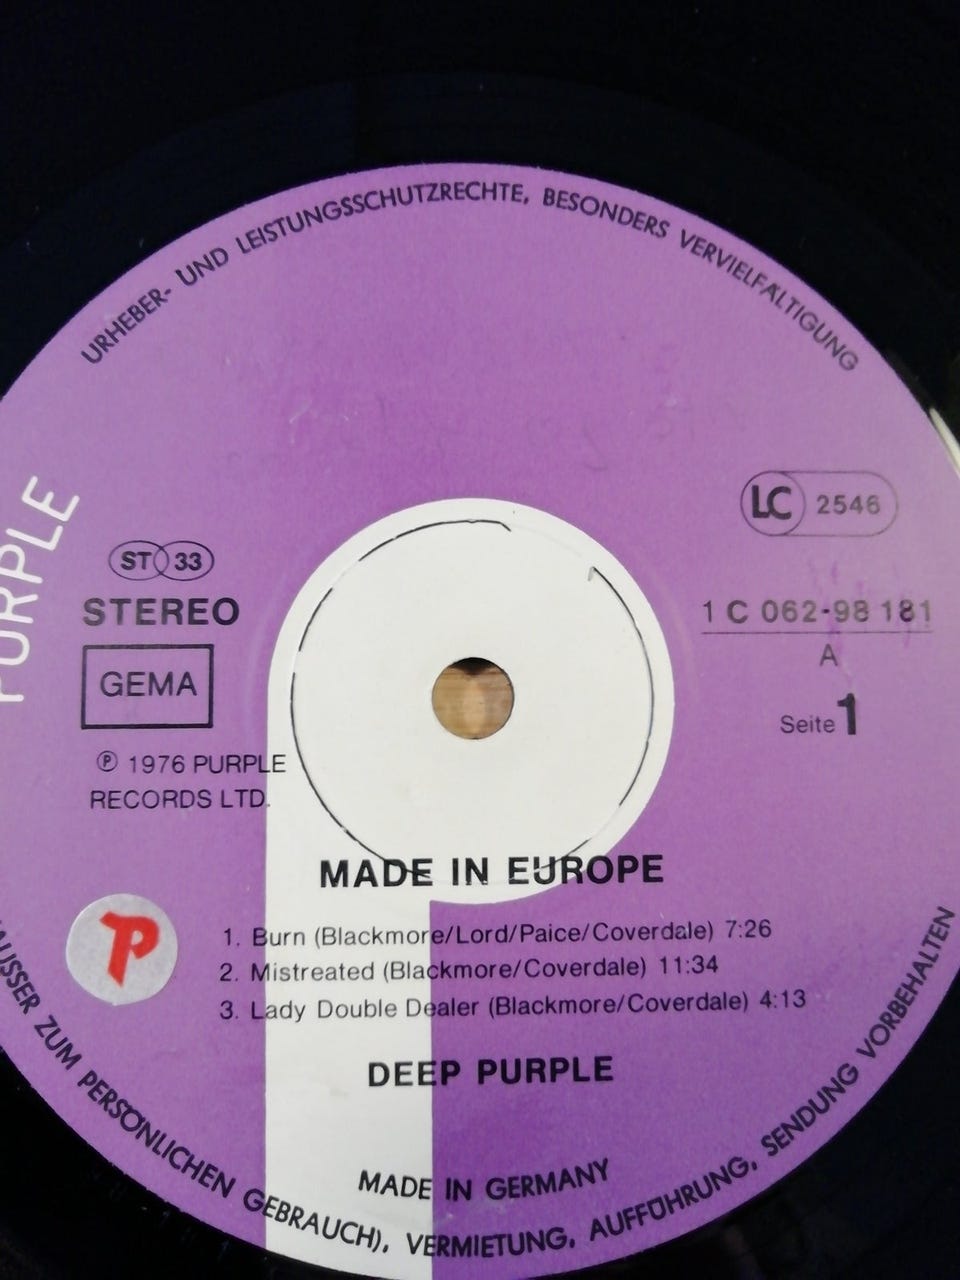 URHEBER- UND LEISTUNGSSCHUTZRECHTE, BESONDERS VERVIELFÄLTIGUNG
PURPLE
LC 2546
ST 33
STEREO
GEMA
1 C 062-98 181
A
Seite 1
℗ 1976 PURPLE
RECORDS LTD.
MADE IN EUROPE
P
1. Burn (Blackmore/Lord/Paice/Coverdale) 7:26
2. Mistreated (Blackmore/Coverdale) 11:34
3. Lady Double Dealer (Blackmore/Coverdale) 4:13
DEEP PURPLE
MADE IN GERMANY
AUSSER ZUM PERSÖNLICHEN GEBRAUCH), VERMIETUNG, AUFFÜHRUNG, SENDUNG VORBEHALTEN